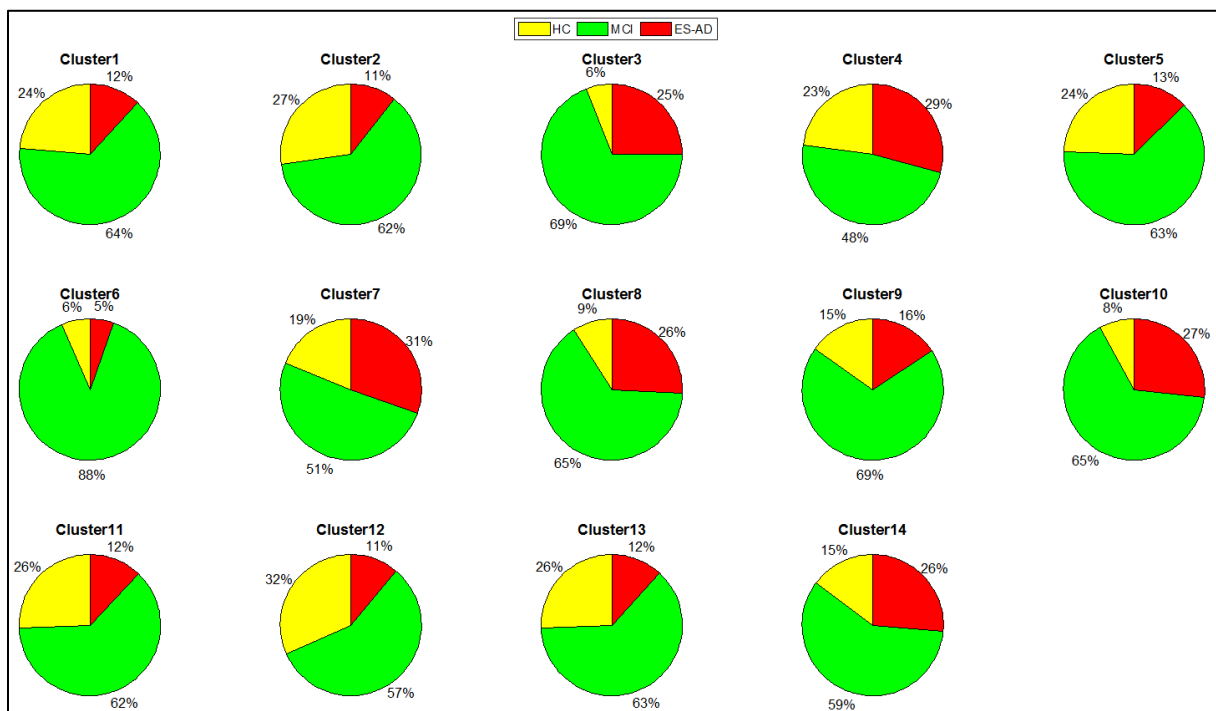 HC MCI ES-AD
Cluster1 Cluster2 Cluster3 Cluster4 Cluster5
24% 12% 27% 11% 6% 25% 23% 29% 24% 13%
64% 62% 69% 48% 63%
Cluster6 Cluster7 Cluster8 Cluster9 Cluster10
6% 5% 19% 31% 9% 26% 15% 16% 8% 27%
88% 51% 65% 69% 65%
Cluster11 Cluster12 Cluster13 Cluster14
26% 12% 32% 11% 26% 12% 15% 26%
62% 57% 63% 59%